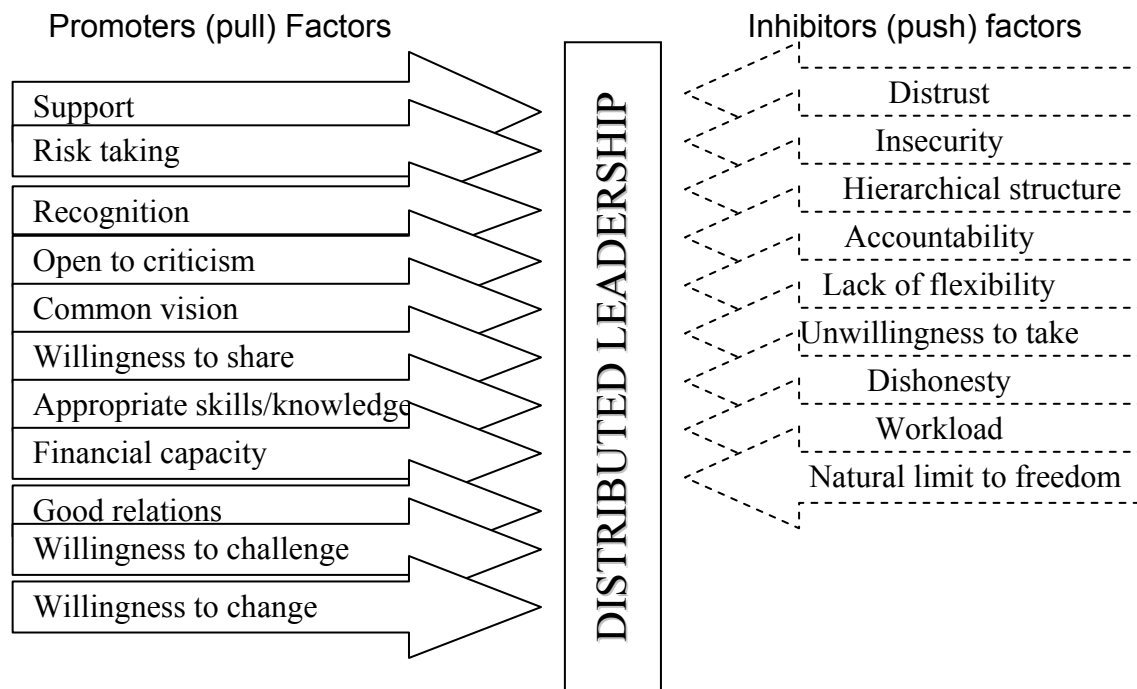 Promoters (pull) Factors
Support
Risk taking
Recognition
Open to criticism
Common vision
Willingness to share
Appropriate skills/knowledge
Financial capacity
Good relations
Willingness to challenge
Willingness to change
DISTRIBUTED LEADERSHIP
Inhibitors (push) factors
Distrust
Insecurity
Hierarchical structure
Accountability
Lack of flexibility
Unwillingness to take
Dishonesty
Workload
Natural limit to freedom